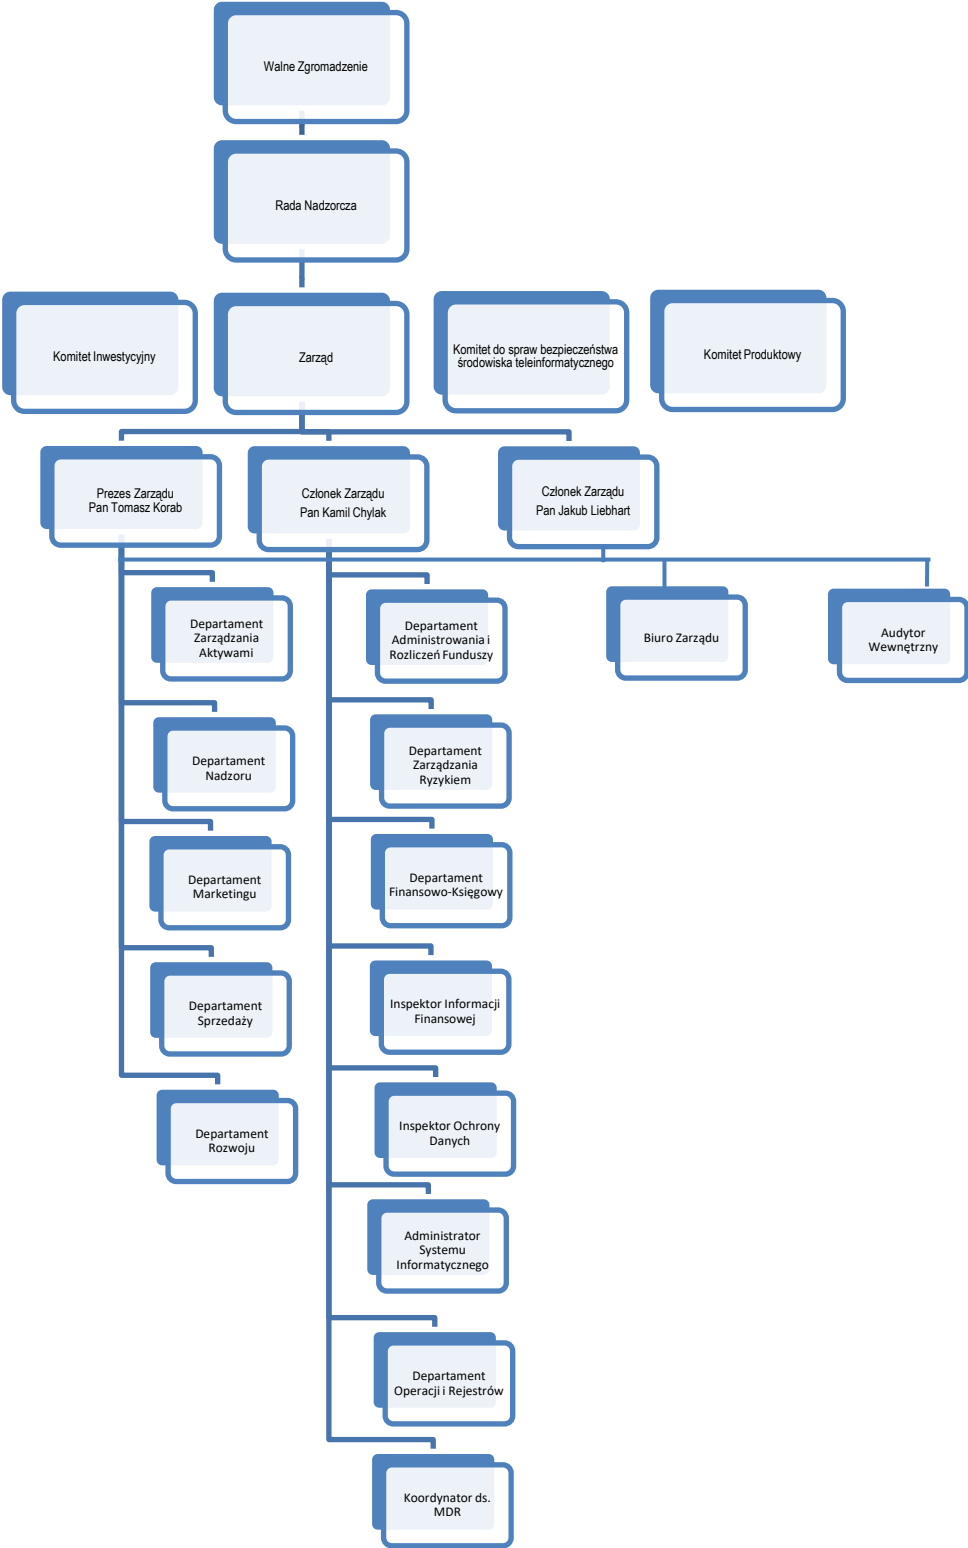 Walne Zgromadzenie
Rada Nadzorcza
Komitet Inwestycyjny
Zarząd
Komitet do spraw bezpieczeństwa
środowiska teleinformatycznego
Komitet Produktowy
Prezes Zarządu
Pan Tomasz Korab
Członek Zarządu
Pan Kamil Chylak
Członek Zarządu
Pan Jakub Liebhart
Departament
Zarządzania
Aktywami
Departament
Administrowania i
Rozliczeń Funduszy
Biuro Zarządu
Audytor
Wewnętrzny
Departament
Nadzoru
Departament
Zarządzania
Ryzykiem
Departament
Marketingu
Departament
Finansowo-Księgowy
Departament
Sprzedaży
Inspektor Informacji
Finansowej
Departament
Rozwoju
Inspektor Ochrony
Danych
Administrator
Systemu
Informatycznego
Departament
Operacji i Rejestrów
Koordynator ds.
MDR